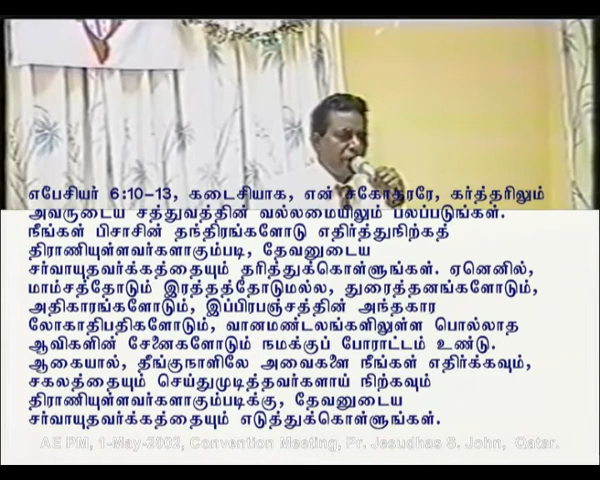 எபேசியர் 6:10-13, கடைசியாக, என் சகோதரரே, கர்த்தரிலும்
அவருடைய சத்துவத்தின் வல்லமையிலும் பலப்படுங்கள்.
நீங்கள் பிசாசின் தந்திரங்களோடு எதிர்த்துநிற்கத்
திராணியுள்ளவர்களாகும்படி, தேவனுடைய
சர்வாயுதவர்க்கத்தையும் தரித்துக்கொள்ளுங்கள். ஏனெனில்,
மாம்சத்தோடும் இரத்தத்தோடுமல்ல, துரைத்தனங்களோடும்,
அதிகாரங்களோடும், இப்பிரபஞ்சத்தின் அந்தகார
லோகாதிபதிகளோடும், வானமண்டலங்களிலுள்ள பொல்லாத
ஆவிகளின் சேனைகளோடும் நமக்குப் போராட்டம் உண்டு.
ஆகையால், தீங்குநாளிலே அவைகளை நீங்கள் எதிர்க்கவும்,
சகலத்தையும் செய்துமுடித்தவர்களாய் நிற்கவும்
திராணியுள்ளவர்களாகும்படிக்கு, தேவனுடைய
சர்வாயுதவர்க்கத்தையும் எடுத்துக்கொள்ளுங்கள்.
AE PM, 1-May-2002, Convention Meeting, Pr. Jesudhas S. John, Qatar.